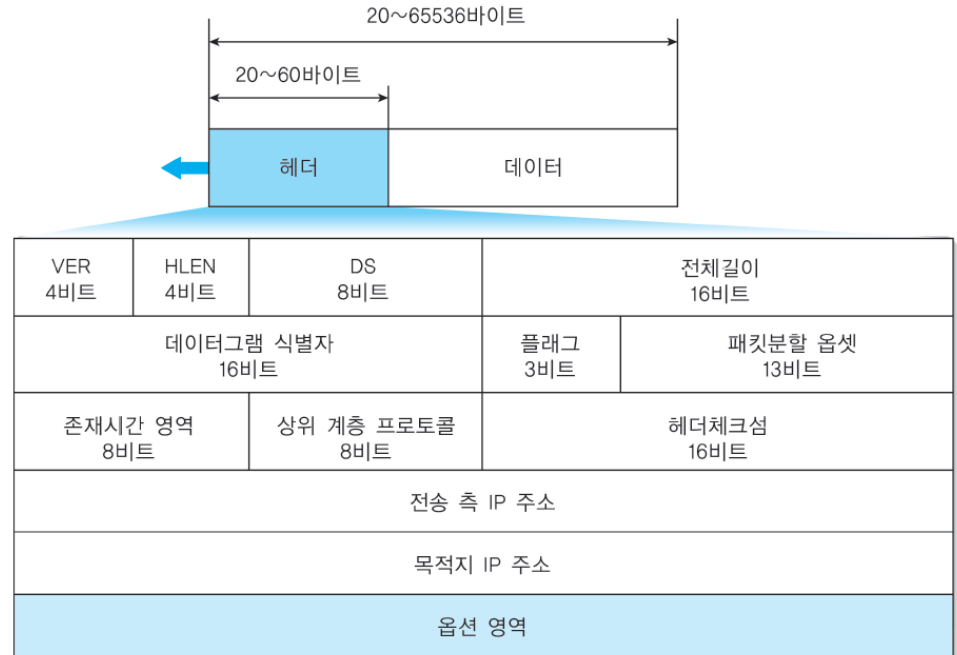 20~65536바이트
20~60바이트
헤더
데이터
VER
4비트
HLEN
4비트
DS
8비트
전체길이
16비트
데이터그램 식별자
16비트
플래그
3비트
패킷분할 옵셋
13비트
존재시간 영역
8비트
상위 계층 프로토콜
8비트
헤더체크섬
16비트
전송 측 IP 주소
목적지 IP 주소
옵션 영역